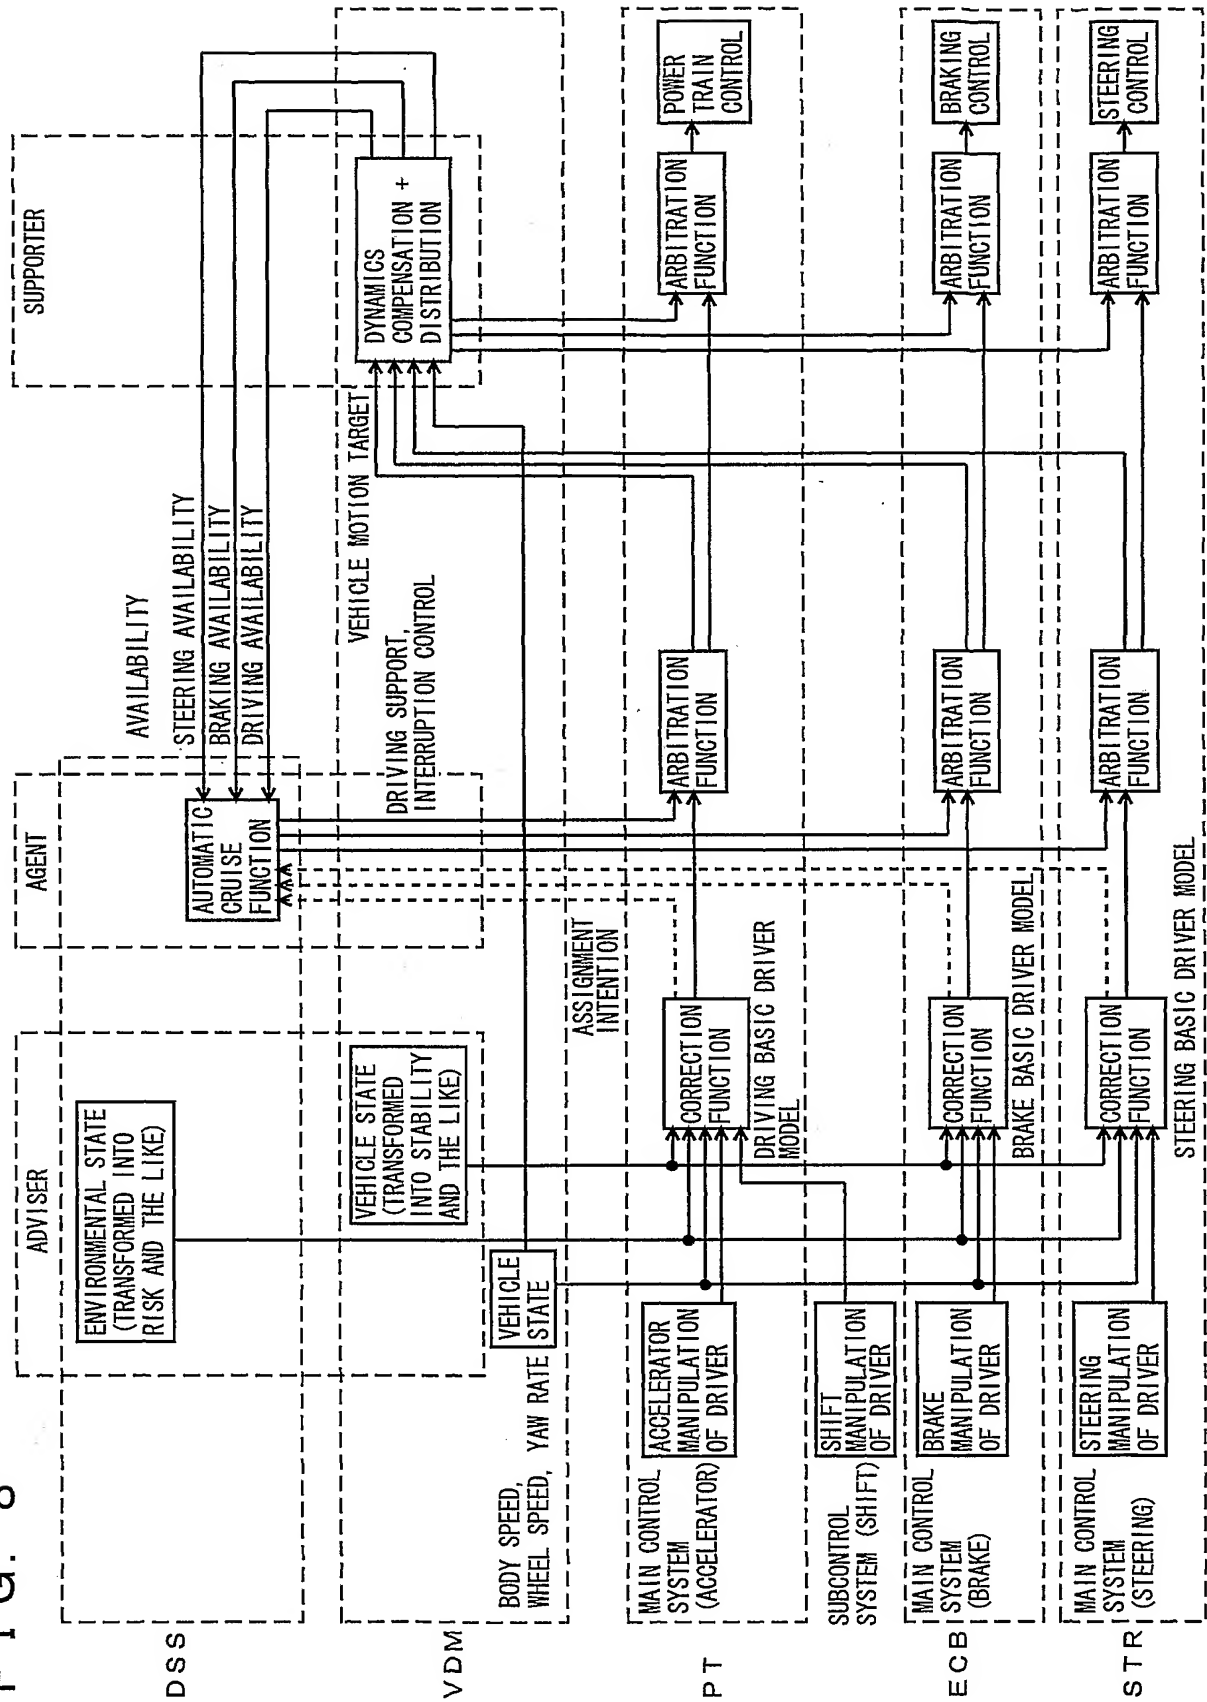 FIG. 8
SUPPORTER
AGENT
ADVISER
DSS
ENVIRONMENTAL STATE
(TRANSFORMED INTO
RISK AND THE LIKE)
AUTOMATIC
CRUISE
FUNCTION
AVAILABILITY
STEERING AVAILABILITY
BRAKING AVAILABILITY
DRIVING AVAILABILITY
VDM
BODY SPEED,
WHEEL SPEED, YAW RATE
VEHICLE
STATE
VEHICLE STATE
(TRANSFORMED
INTO STABILITY
AND THE LIKE)
DRIVING SUPPORT,
INTERRUPTION CONTROL
VEHICLE MOTION TARGET
DYNAMICS
COMPENSATION +
DISTRIBUTION
ASSIGNMENT
INTENTION
PT
MAIN CONTROL
SYSTEM
(ACCELERATOR)
ACCELERATOR
MANIPULATION
OF DRIVER
CORRECTION
FUNCTION
DRIVING BASIC DRIVER
MODEL
ARBITRATION
FUNCTION
ARBITRATION
FUNCTION
POWER
TRAIN
CONTROL
SUBCONTROL
SYSTEM (SHIFT)
SHIFT
MANIPULATION
OF DRIVER
ECB
MAIN CONTROL
SYSTEM
(BRAKE)
BRAKE
MANIPULATION
OF DRIVER
CORRECTION
FUNCTION
BRAKE BASIC DRIVER MODEL
ARBITRATION
FUNCTION
ARBITRATION
FUNCTION
BRAKING
CONTROL
STR
MAIN CONTROL
SYSTEM
(STEERING)
STEERING
MANIPULATION
OF DRIVER
CORRECTION
FUNCTION
STEERING BASIC DRIVER MODEL
ARBITRATION
FUNCTION
ARBITRATION
FUNCTION
STEERING
CONTROL